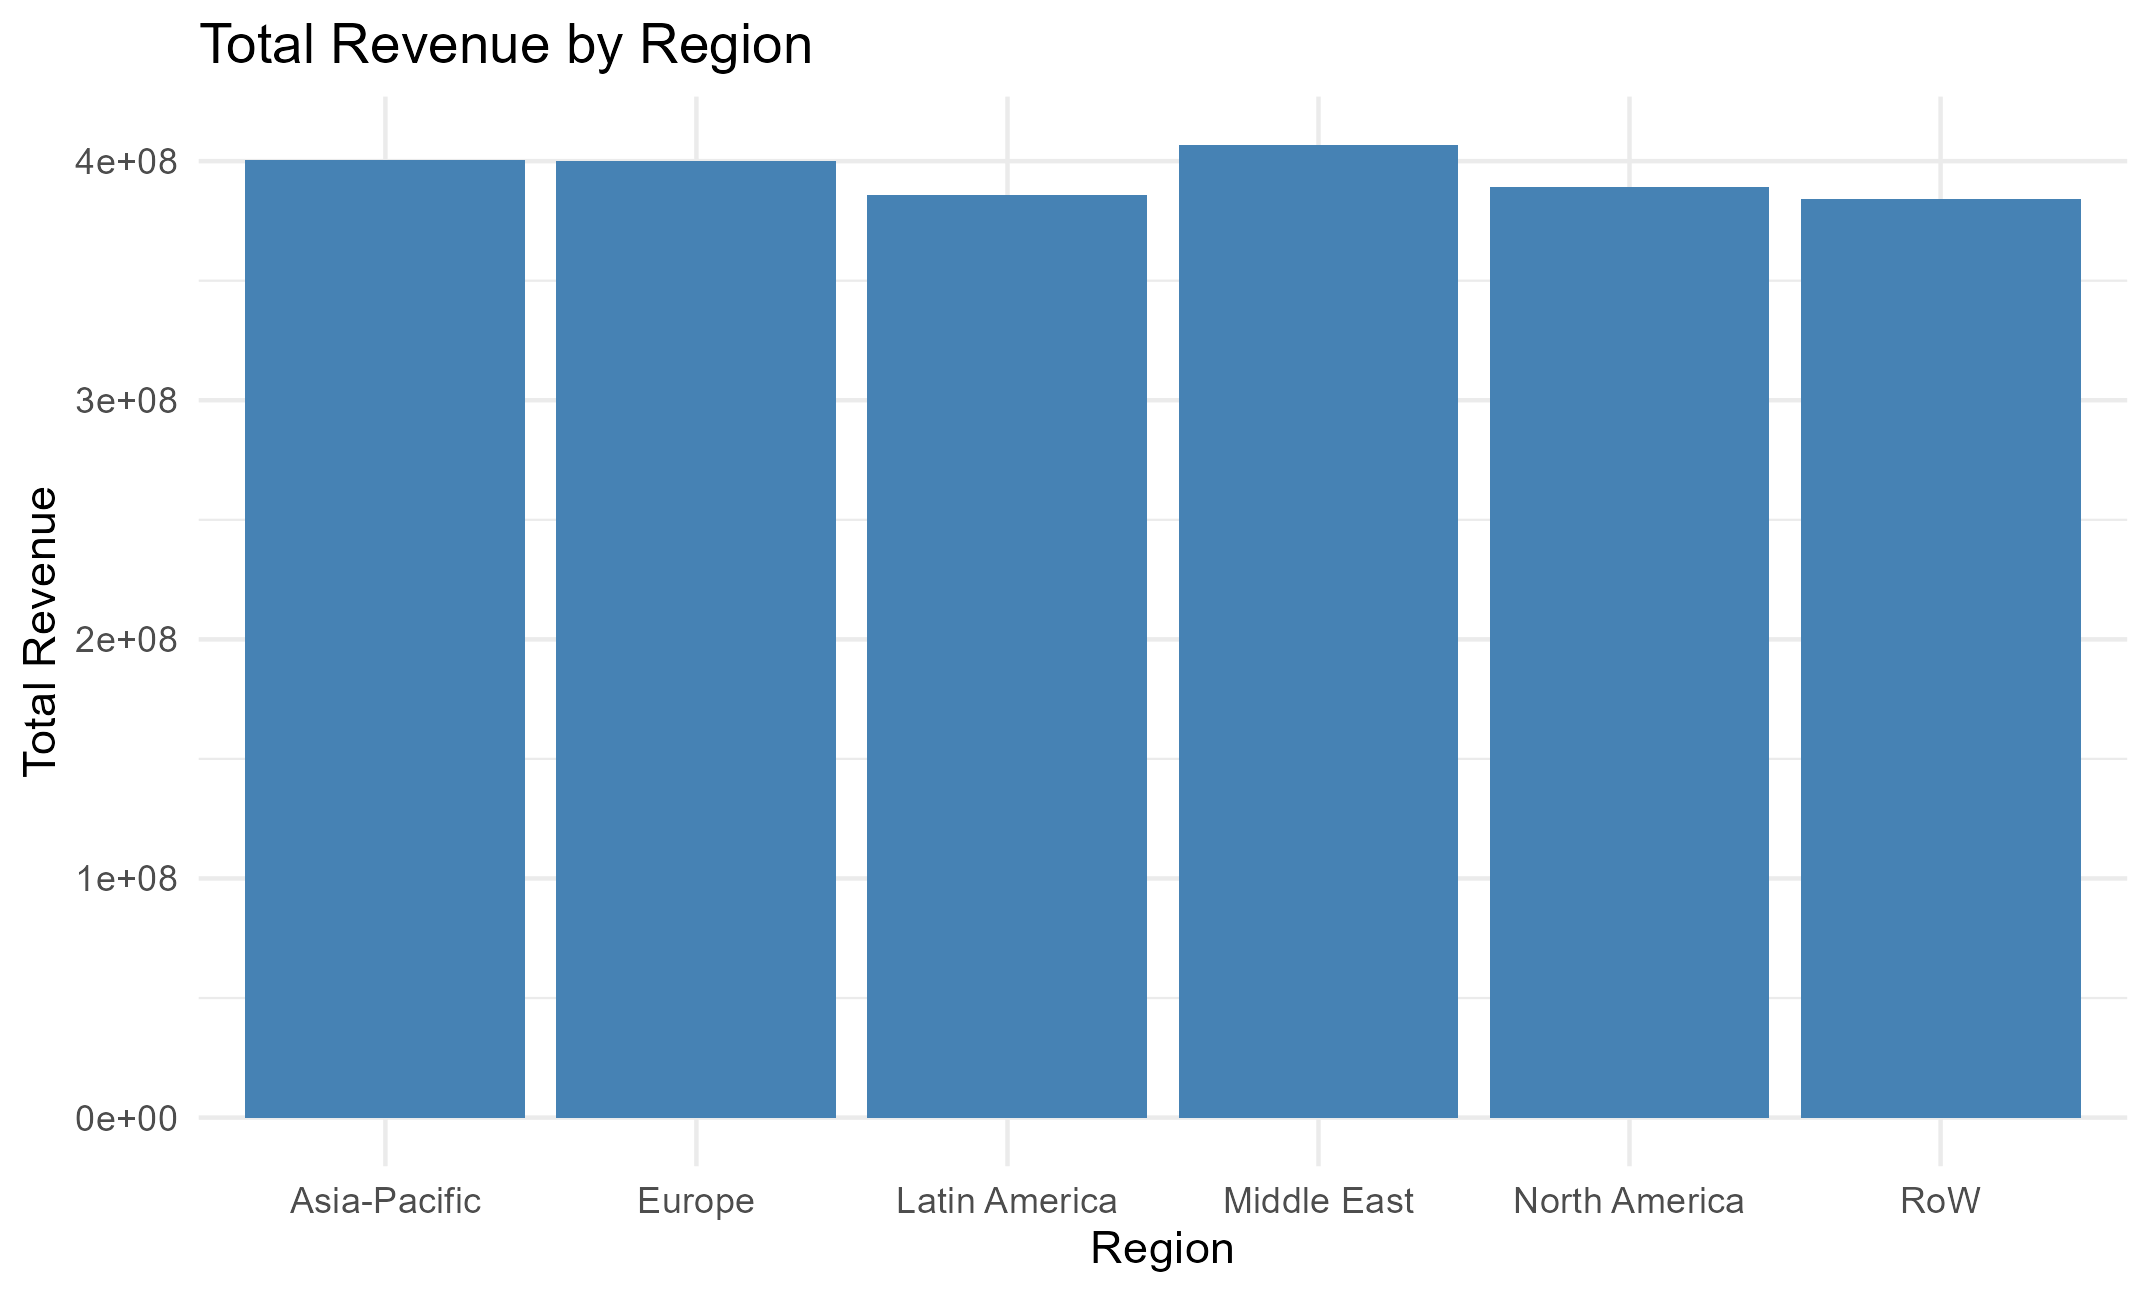 Total Revenue by Region
Total Revenue
4e+08
3e+08
2e+08
1e+08
0e+00
Asia-Pacific
Europe
Latin America
Middle East
North America
RoW
Region